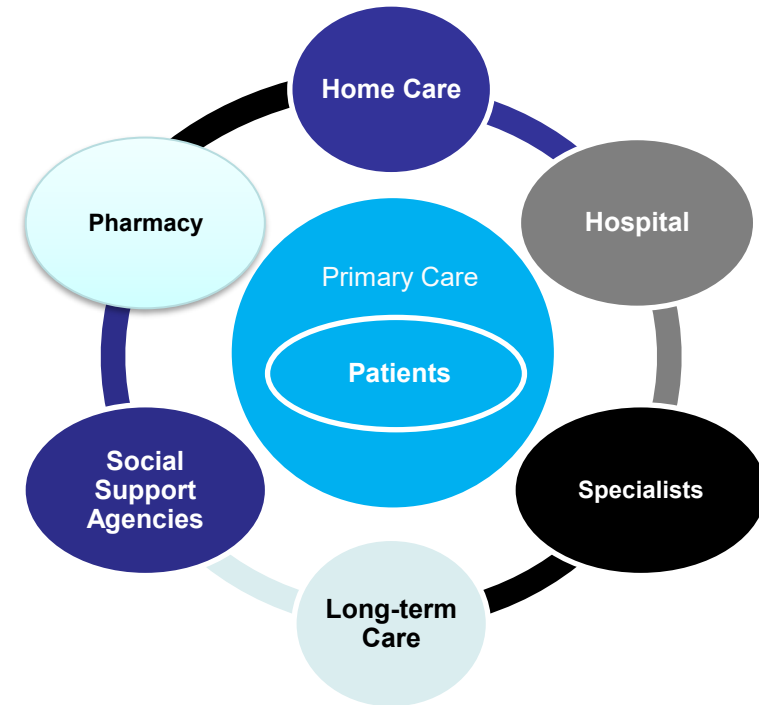 Home Care
Pharmacy
Hospital
Primary Care
Patients
Social
Support
Agencies
Specialists
Long-term
Care